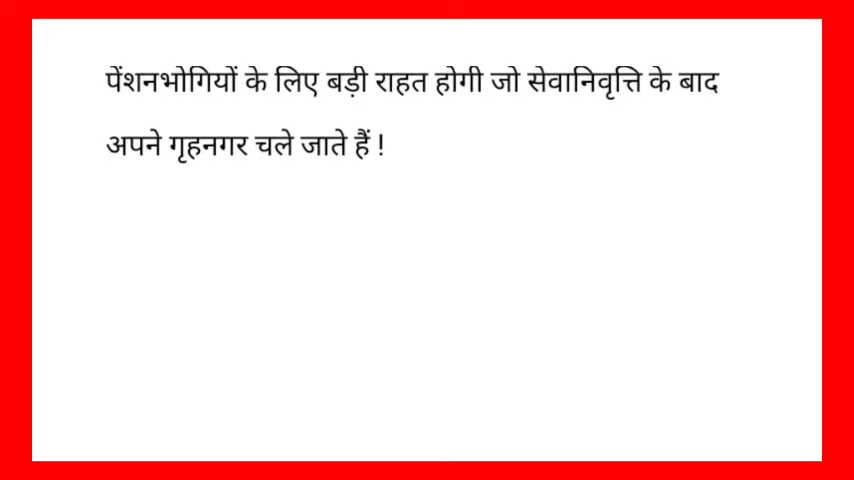 पेंशनभोगियों के लिए बड़ी राहत होगी जो सेवानिवृत्ति के बाद
अपने गृहनगर चले जाते हैं !